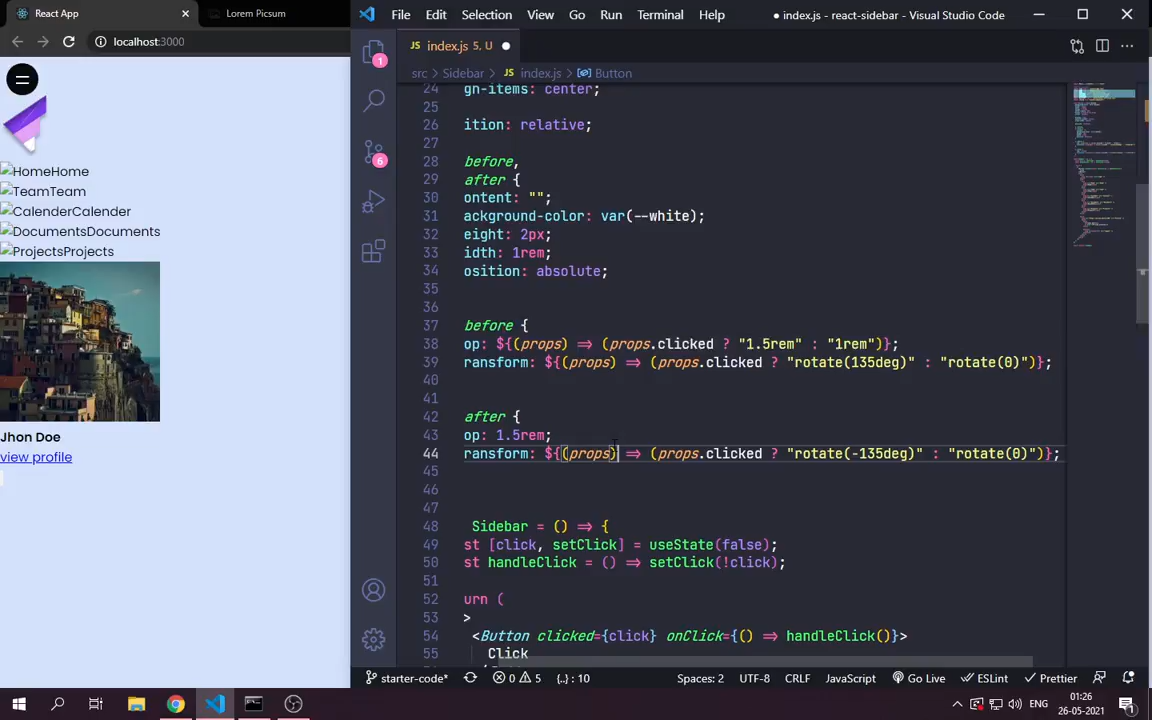 React App
Lorem Picsum
File Edit Selection View Go Run Terminal Help
● index.js - react-sidebar - Visual Studio Code
localhost:3000
JS index.js 5, U
src > Sidebar > JS index.js > Button
1
6
24 gn-items: center;
25
26 ition: relative;
27
28 before,
29 after {
30 ontent: "";
31 ackground-color: var(--white);
32 eight: 2px;
33 idth: 1rem;
34 osition: absolute;
35
36
37 before {
38 op: ${(props) => (props.clicked ? "1.5rem" : "1rem")};
39 ransform: ${(props) => (props.clicked ? "rotate(135deg)" : "rotate(0)")};
40
41
42 after {
43 op: 1.5rem;
44 ransform: ${(props) => (props.clicked ? "rotate(-135deg)" : "rotate(0)")};
45
46
47
48 Sidebar = () => {
49 st [click, setClick] = useState(false);
50 st handleClick = () => setClick(!click);
51
52 urn (
53 >
54 <Button clicked={click} onClick={() => handleClick()}>
55 Click
HomeHome
TeamTeam
CalenderCalender
DocumentsDocuments
ProjectsProjects
Jhon Doe
view profile
starter-code* 0 5 {..} : 10 Spaces: 2 UTF-8 CRLF JavaScript Go Live ESLint Prettier
ENG
01:26
26-05-2021
1